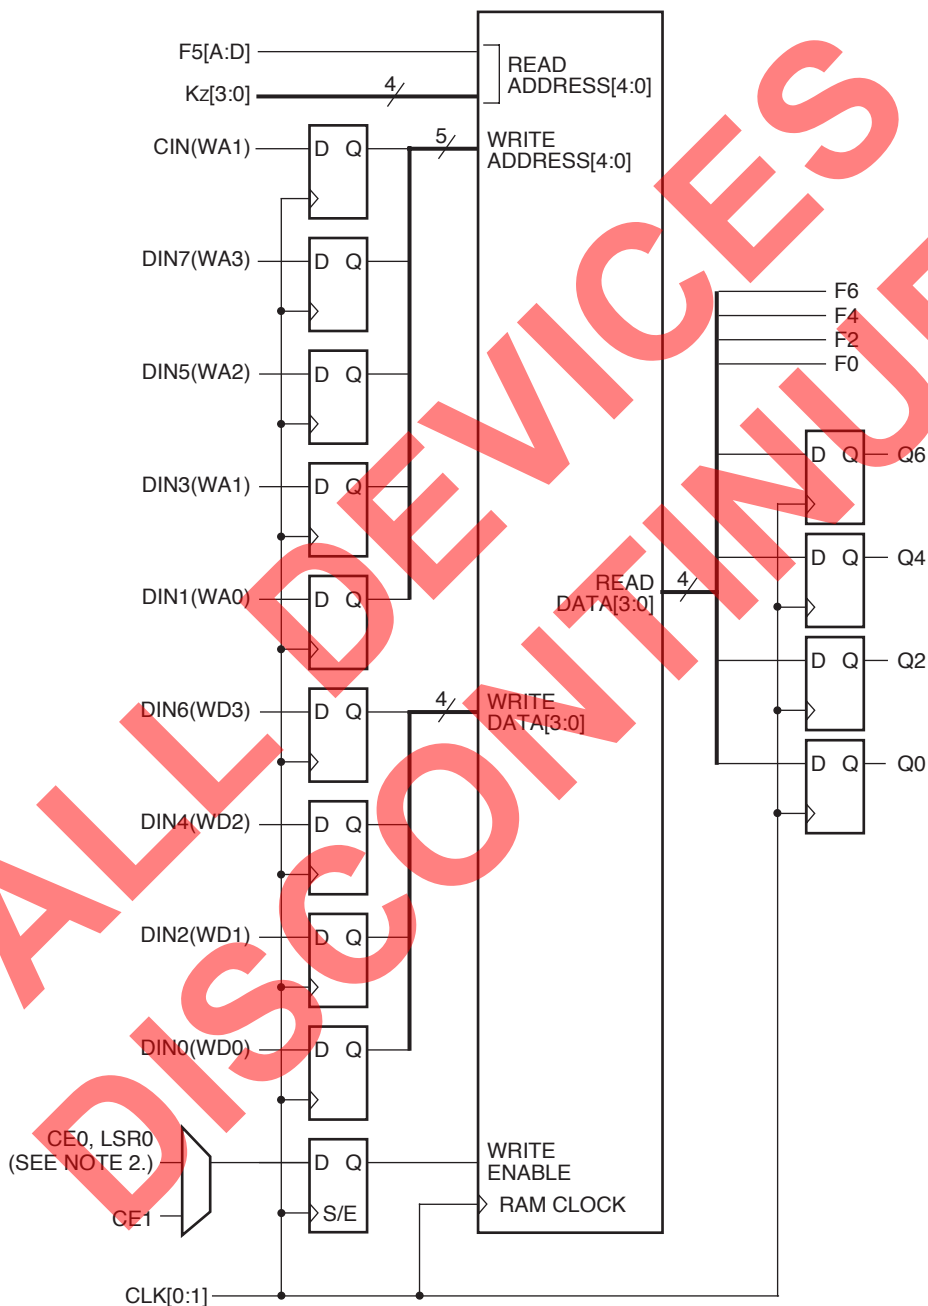 F5[A:D]
Kz[3:0]
4
READ
ADDRESS[4:0]
CIN(WA1)
D Q
5
WRITE
ADDRESS[4:0]
DIN7(WA3)
D Q
DIN5(WA2)
D Q
DIN3(WA1)
D Q
DIN1(WA0)
D Q
DIN6(WD3)
D Q
4
WRITE
DATA[3:0]
DIN4(WD2)
D Q
DIN2(WD1)
D Q
DIN0(WD0)
D Q
CE0, LSR0
(SEE NOTE 2.)
CE1
D Q
S/E
WRITE
ENABLE
RAM CLOCK
CLK[0:1]
READ
DATA[3:0]
4
F6
F4
F2
F0
D Q
Q6
D Q
Q4
D Q
Q2
D Q
Q0
ALL DEVICES